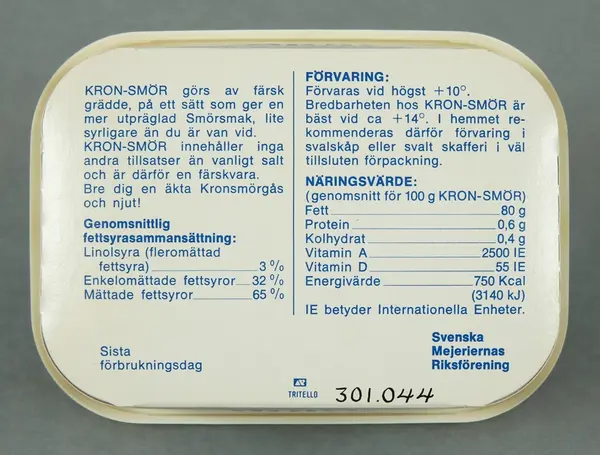 KRON-SMÖR görs av färsk
grädde, på ett sätt som ger en
mer utpräglad Smörsmak, lite
syrligare än du är van vid.
KRON-SMÖR innehåller inga
andra tillsatser än vanligt salt
och är därför en färskvara.
Bre dig en äkta Kronsmörgås
och njut!
Genomsnittlig
fettsyrasammansättning:
Linolsyra (fleromättad
fettsyra) 3 %
Enkelomättade fettsyror 32 %
Mättade fettsyror 65 %
Sista
förbrukningsdag
FÖRVARING:
Förvaras vid högst +10°.
Bredbarheten hos KRON-SMÖR är
bäst vid ca +14°. I hemmet re-
kommenderas därför förvaring i
svalskåp eller svalt skafferi i väl
tillsluten förpackning.
NÄRINGSVÄRDE:
(genomsnitt för 100 g KRON-SMÖR)
Fett 80 g
Protein 0,6 g
Kolhydrat 0,4 g
Vitamin A 2500 IE
Vitamin D 55 IE
Energivärde 750 Kcal
(3140 kJ)
IE betyder Internationella Enheter.
Svenska
Mejeriernas
Riksförening
TRITELLO
301.044